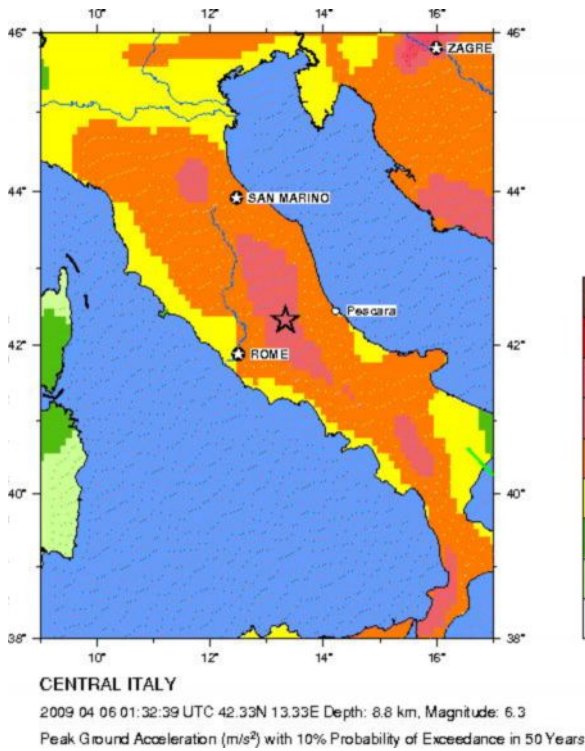 10˚ 12˚ 14˚ 16˚
46˚ 46˚
ZAGRE
44˚ 44˚
SAN MARINO
Pescara
42˚ 42˚
ROME
40˚ 40˚
38˚ 38˚
10˚ 12˚ 14˚ 16˚
CENTRAL ITALY
2009 04 06 01:32:39 UTC 42.33N 13.33E Depth: 8.8 km, Magnitude: 6.3
Peak Ground Acceleration (m/s²) with 10% Probability of Exceedance in 50 Years